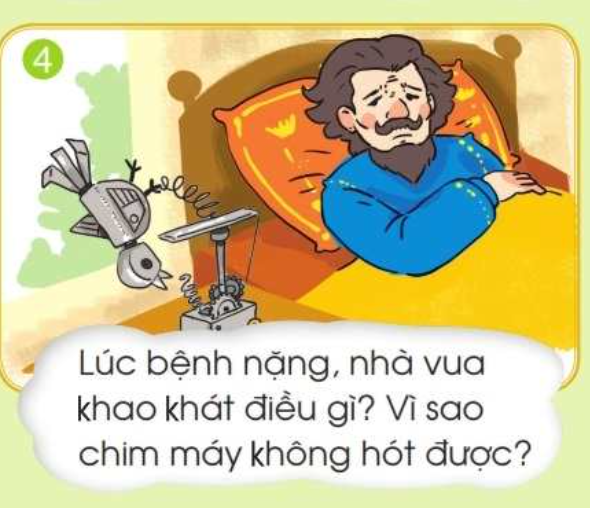 4
Lúc bệnh nặng, nhà vua
khao khát điều gì? Vì sao
chim máy không hót được?